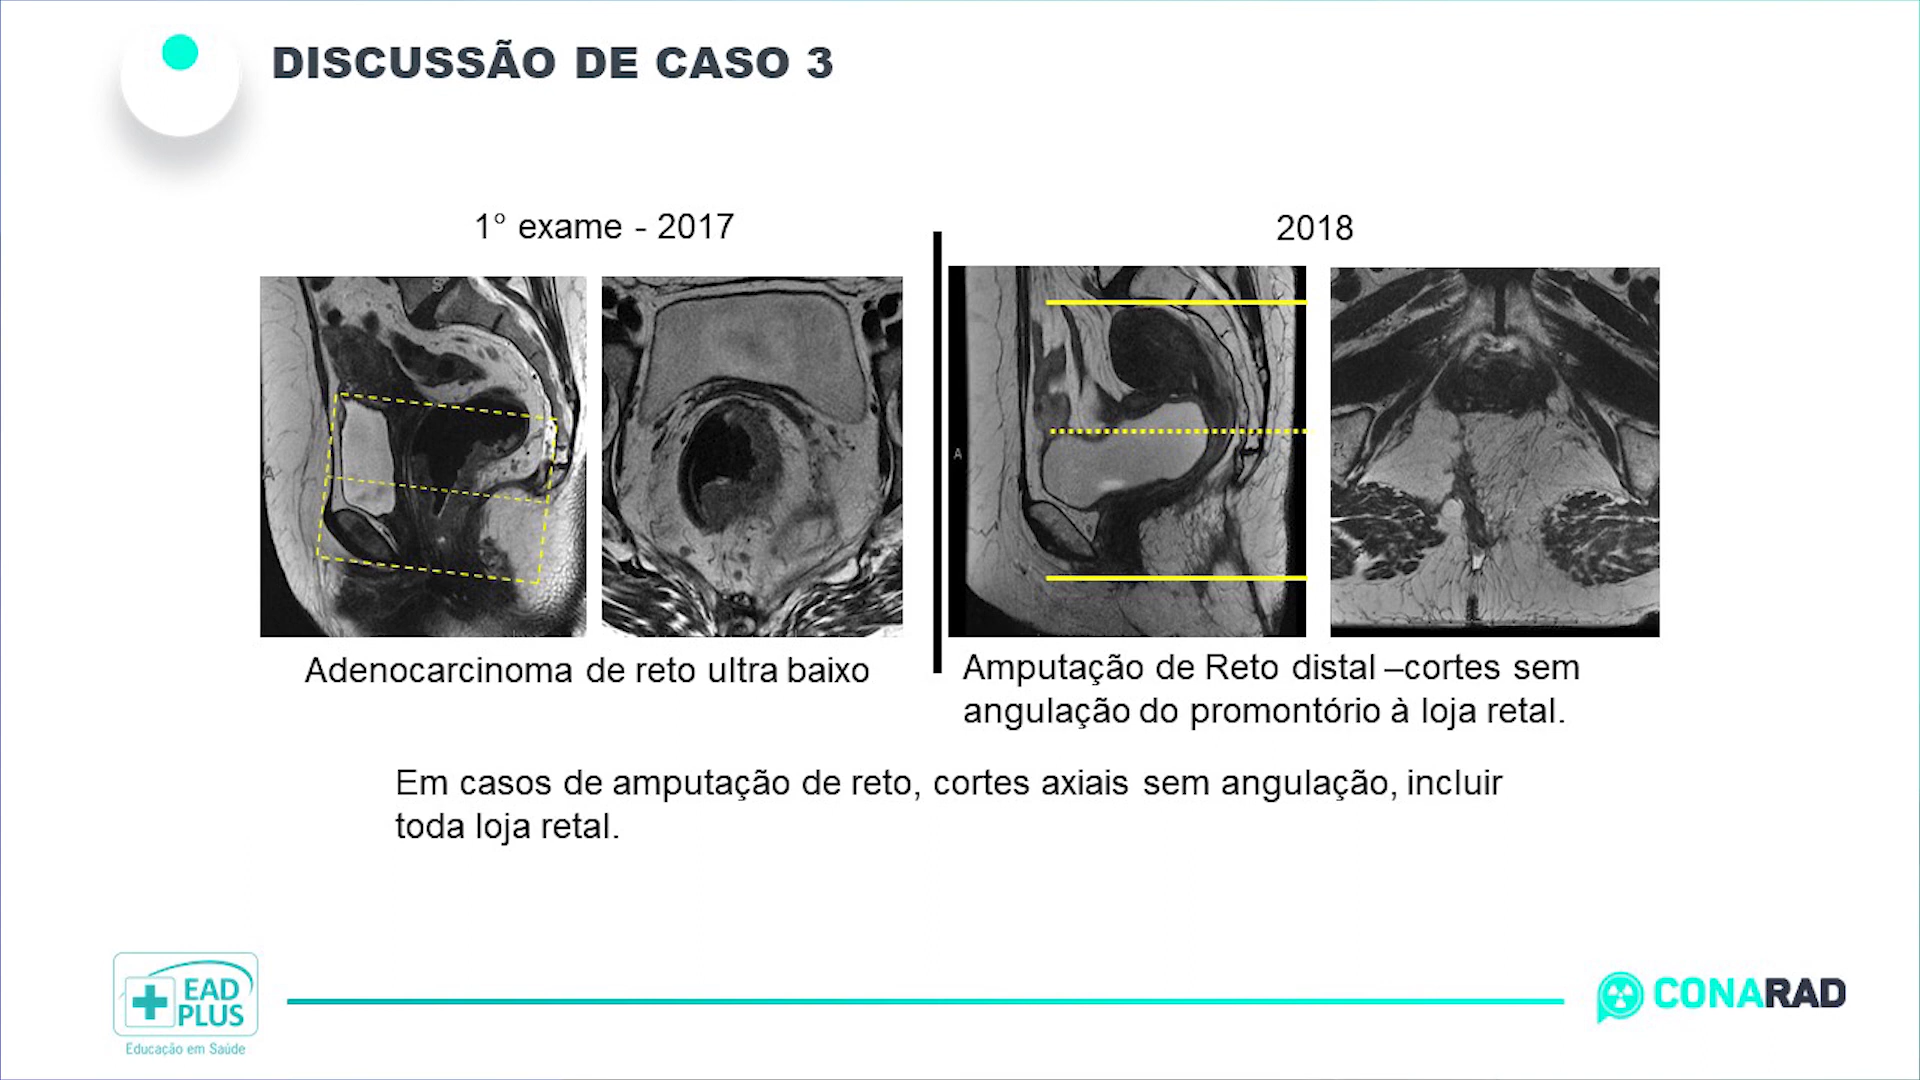 DISCUSSÃO DE CASO 3
1° exame - 2017
2018
A
Adenocarcinoma de reto ultra baixo
Amputação de Reto distal –cortes sem
angulação do promontório à loja retal.
Em casos de amputação de reto, cortes axiais sem angulação, incluir
toda loja retal.
EAD
PLUS
Educação em Saúde
CONARAD